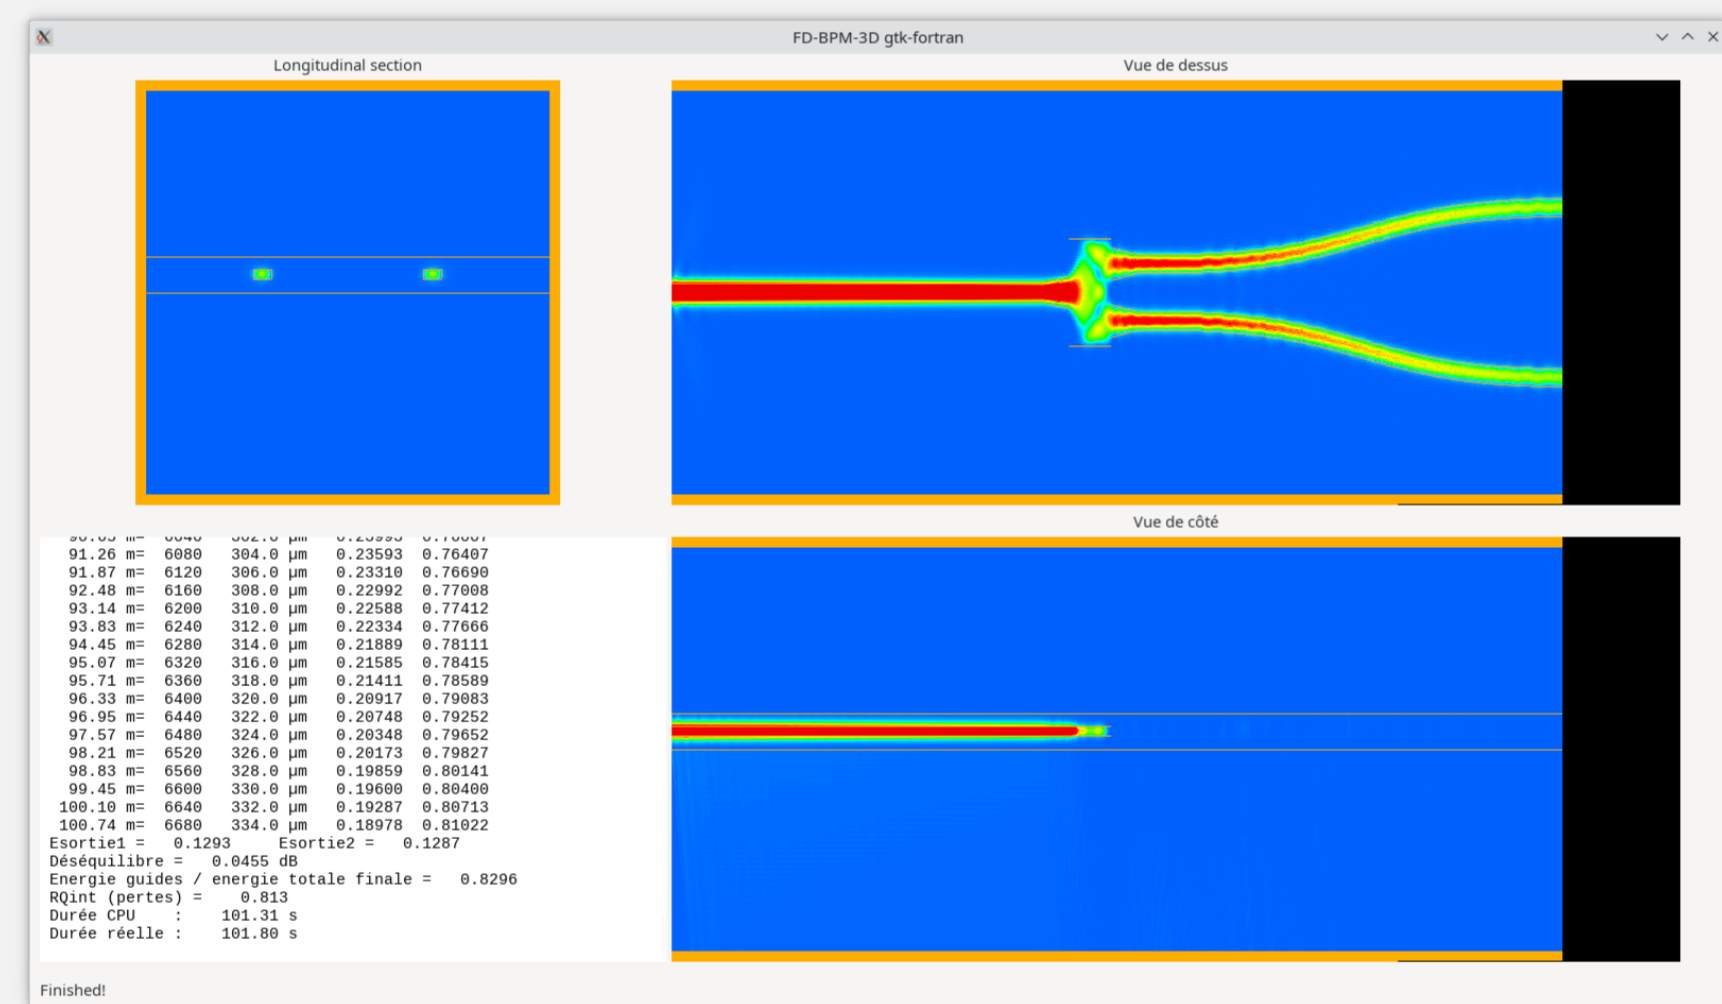 FD-BPM-3D gtk-fortran
Longitudinal section
Vue de dessus
91.26 m= 6080 304.0 µm 0.23593 0.76407
91.87 m= 6120 306.0 µm 0.23310 0.76690
92.48 m= 6160 308.0 µm 0.22992 0.77008
93.14 m= 6200 310.0 µm 0.22588 0.77412
93.83 m= 6240 312.0 µm 0.22334 0.77666
94.45 m= 6280 314.0 µm 0.21889 0.78111
95.07 m= 6320 316.0 µm 0.21585 0.78415
95.71 m= 6360 318.0 µm 0.21411 0.78589
96.33 m= 6400 320.0 µm 0.20917 0.79083
96.95 m= 6440 322.0 µm 0.20748 0.79252
97.57 m= 6480 324.0 µm 0.20348 0.79652
98.21 m= 6520 326.0 µm 0.20173 0.79827
98.83 m= 6560 328.0 µm 0.19859 0.80141
99.45 m= 6600 330.0 µm 0.19600 0.80400
100.10 m= 6640 332.0 µm 0.19287 0.80713
100.74 m= 6680 334.0 µm 0.18978 0.81022
Esortie1 = 0.1293 Esortie2 = 0.1287
Déséquilibre = 0.0455 dB
Energie guides / energie totale finale = 0.8296
RQint (pertes) = 0.813
Durée CPU : 101.31 s
Durée réelle : 101.80 s
Vue de côté
Finished!